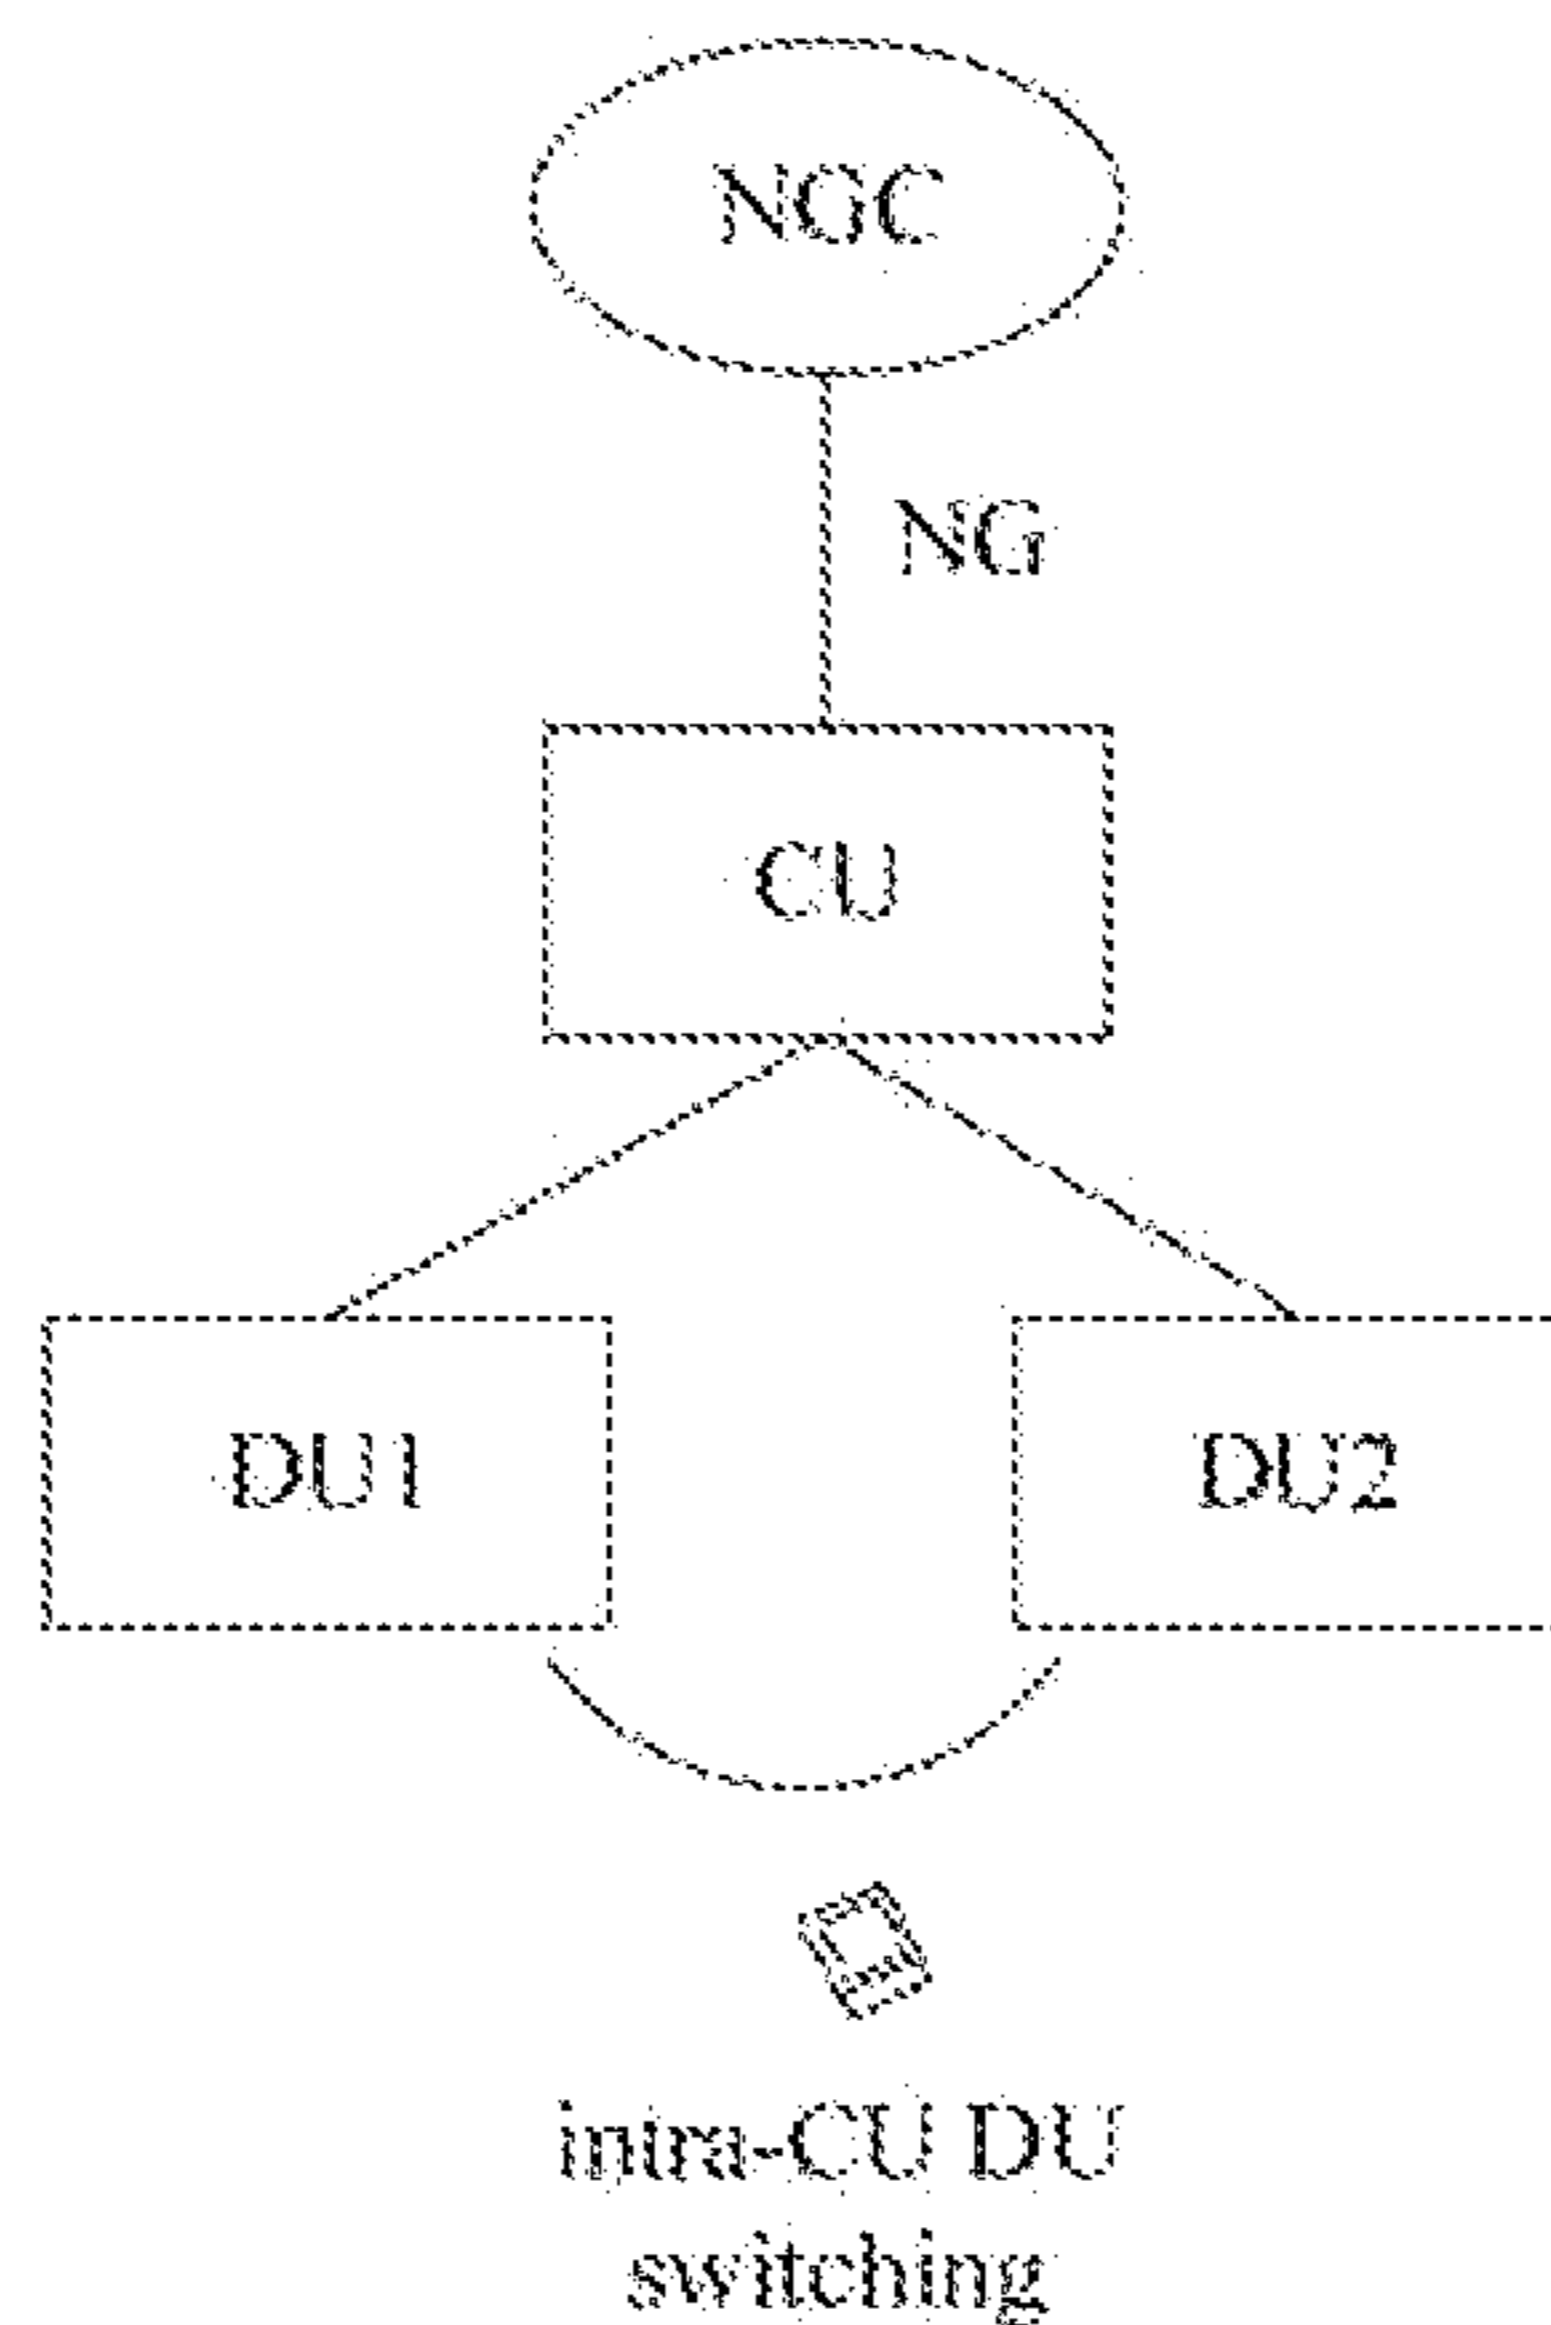 NGC
NG
CU
DU1
DU2
intra-CU DU
switching